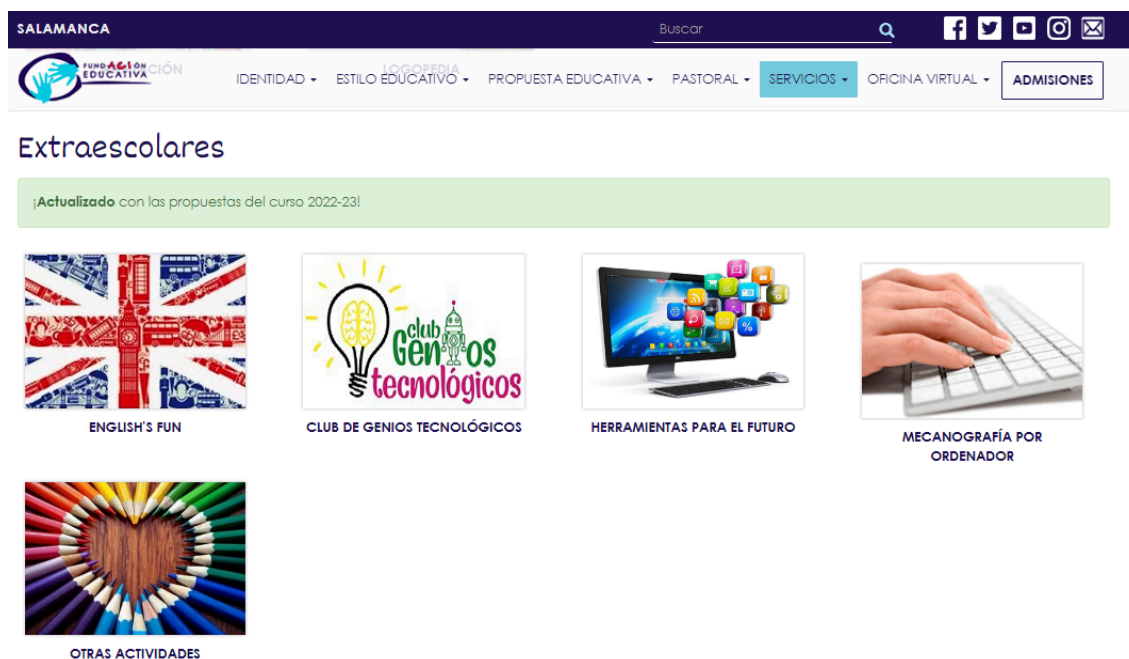 SALAMANCA
Buscar
FUNDACIÓN
EDUCATIVA
CIÓN
LOGOPEDIA
IDENTIDAD
ESTILO EDUCATIVO
PROPUESTA EDUCATIVA
PASTORAL
SERVICIOS
OFICINA VIRTUAL
ADMISIONES
Extraescolares
¡Actualizado con las propuestas del curso 2022-23!
ENGLISH'S FUN
club
Genios
tecnológicos
CLUB DE GENIOS TECNOLÓGICOS
HERRAMIENTAS PARA EL FUTURO
MECANOGRAFÍA POR
ORDENADOR
OTRAS ACTIVIDADES